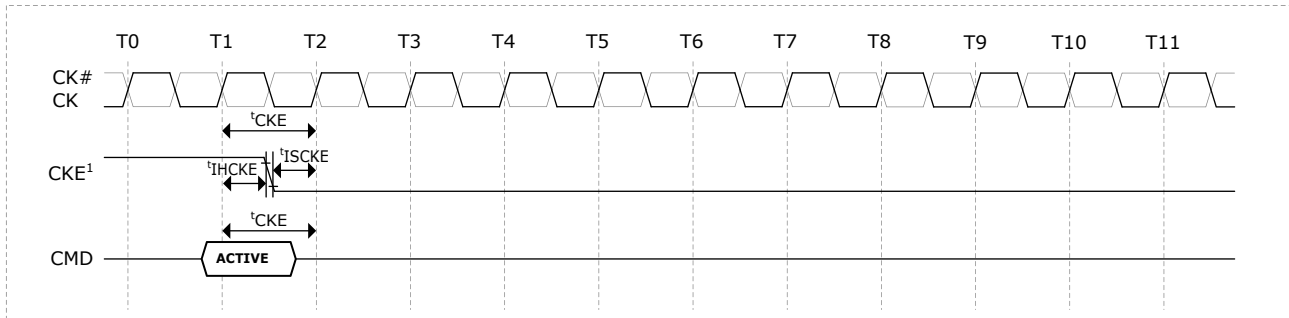 T0 T1 T2 T3 T4 T5 T6 T7 T8 T9 T10 T11
CK#
CK
tCKE
tISCKE
CKE1
tIHCKE
tCKE
CMD
ACTIVE